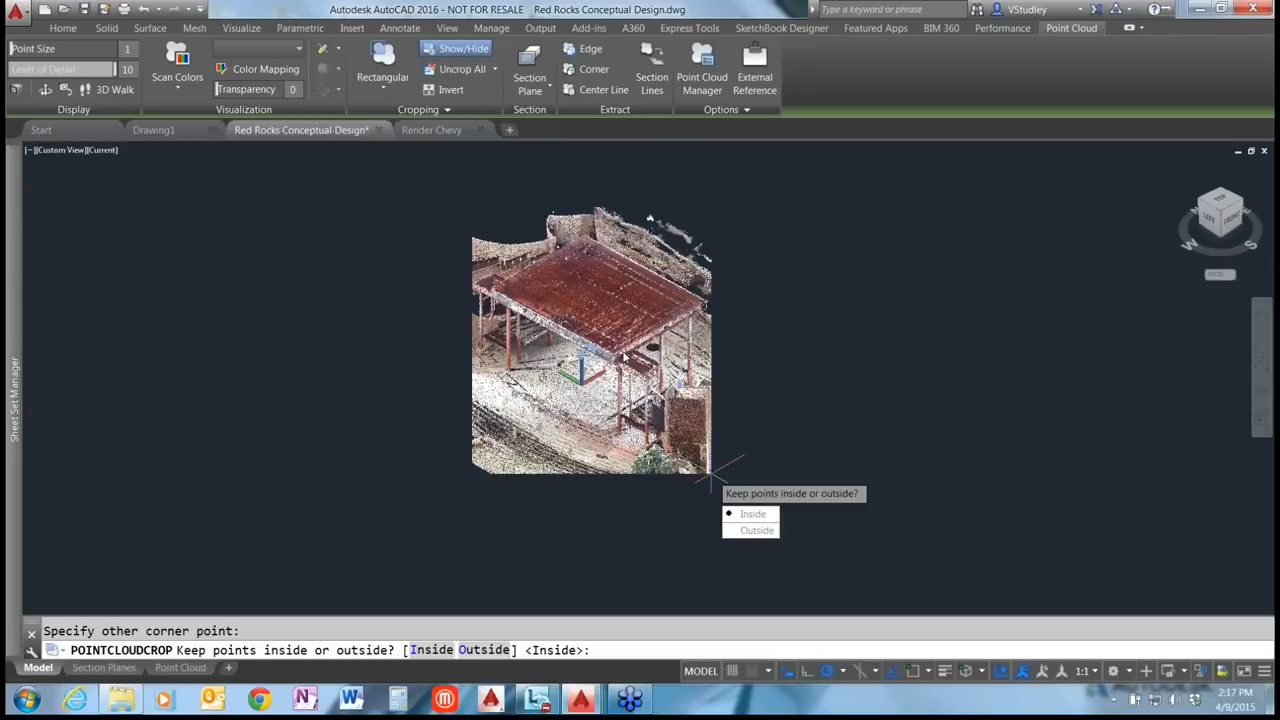 Autodesk AutoCAD 2016 - NOT FOR RESALE    Red Rocks Conceptual Design.dwg
Type a keyword or phrase
VStudley
Home Solid Surface Mesh Visualize Parametric Insert Annotate View Manage Output Add-ins A360 Express Tools SketchBook Designer Featured Apps BIM 360 Performance Point Cloud
Point Size 1
Level of Detail 10
3D Walk
Display
Scan Colors
Color Mapping
Transparency 0
Visualization
Rectangular
Show/Hide
Uncrop All
Invert
Cropping
Section Plane
Section
Edge
Corner
Center Line
Section Lines
Extract
Point Cloud Manager
External Reference
Options
Start Drawing1 Red Rocks Conceptual Design* Render Chevy
[–][Custom View][Current]
TOP
LEFT
FRONT
W
S
Sheet Set Manager
Keep points inside or outside?
Inside
Outside
Specify other corner point:
POINTCLOUDCROP Keep points inside or outside? [Inside Outside] <Inside>:
Model Section Planes Point Cloud
MODEL
1:1
2:17 PM
4/9/2015